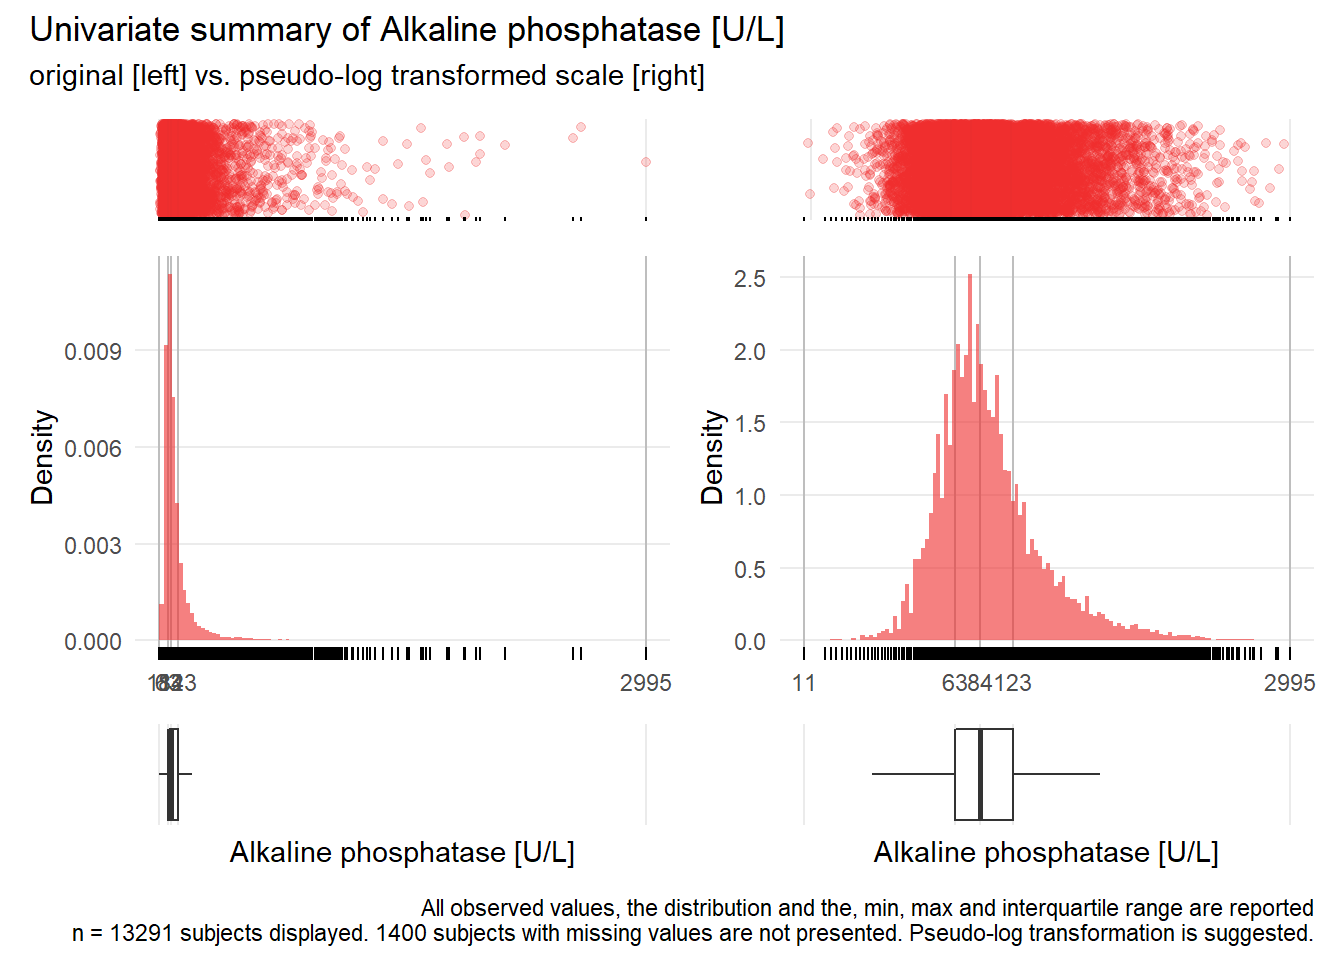 Univariate summary of Alkaline phosphatase [U/L]
original [left] vs. pseudo-log transformed scale [right]
Density
0.009
0.006
0.003
0.000
2995
Alkaline phosphatase [U/L]
Density
2.5
2.0
1.5
1.0
0.5
0.0
11
6384123
2995
Alkaline phosphatase [U/L]
All observed values, the distribution and the, min, max and interquartile range are reported
n = 13291 subjects displayed. 1400 subjects with missing values are not presented. Pseudo-log transformation is suggested.